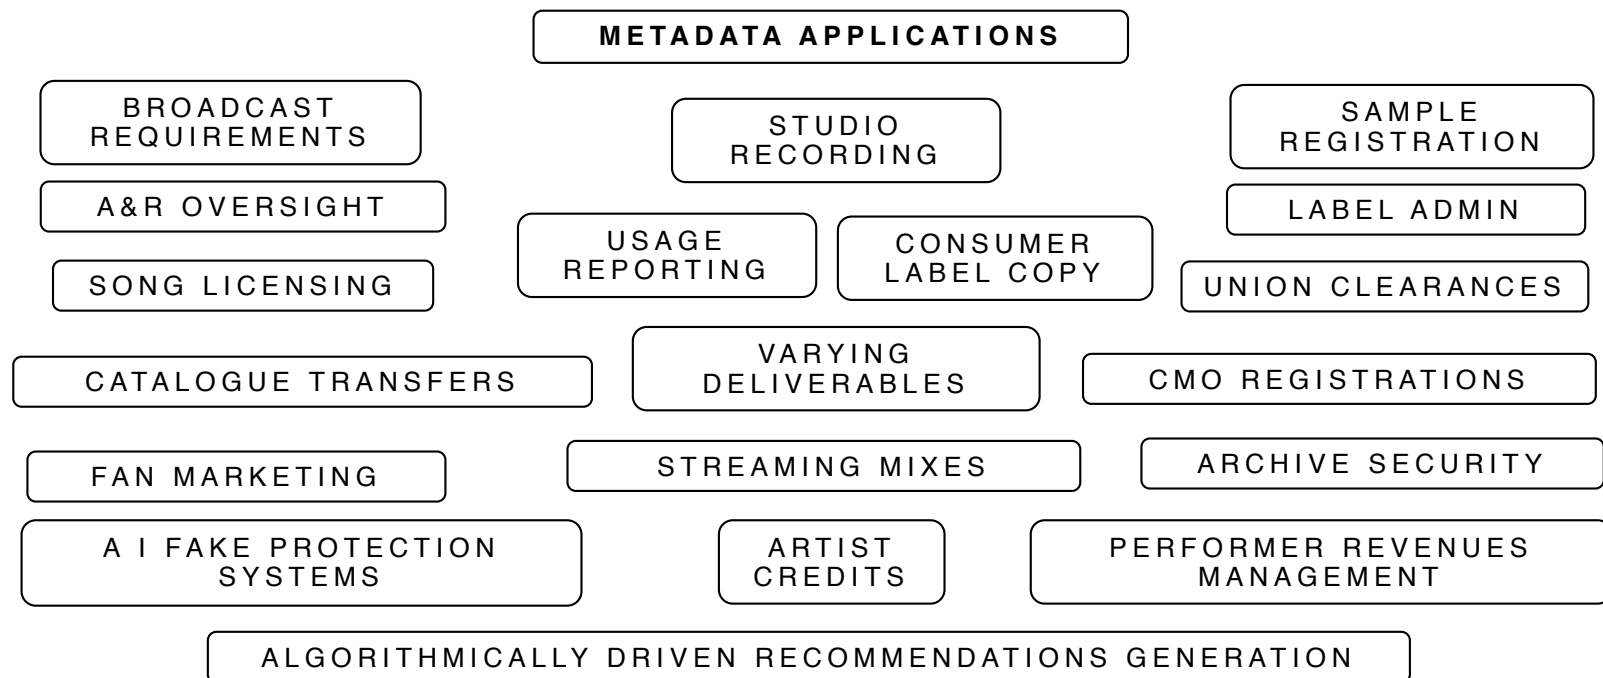 METADATA APPLICATIONS
BROADCAST
REQUIREMENTS
STUDIO
RECORDING
SAMPLE
REGISTRATION
A&R OVERSIGHT
LABEL ADMIN
USAGE
REPORTING
CONSUMER
LABEL COPY
SONG LICENSING
UNION CLEARANCES
VARYING
DELIVERABLES
CATALOGUE TRANSFERS
CMO REGISTRATIONS
FAN MARKETING
STREAMING MIXES
ARCHIVE SECURITY
A I FAKE PROTECTION
SYSTEMS
ARTIST
CREDITS
PERFORMER REVENUES
MANAGEMENT
ALGORITHMICALLY DRIVEN RECOMMENDATIONS GENERATION